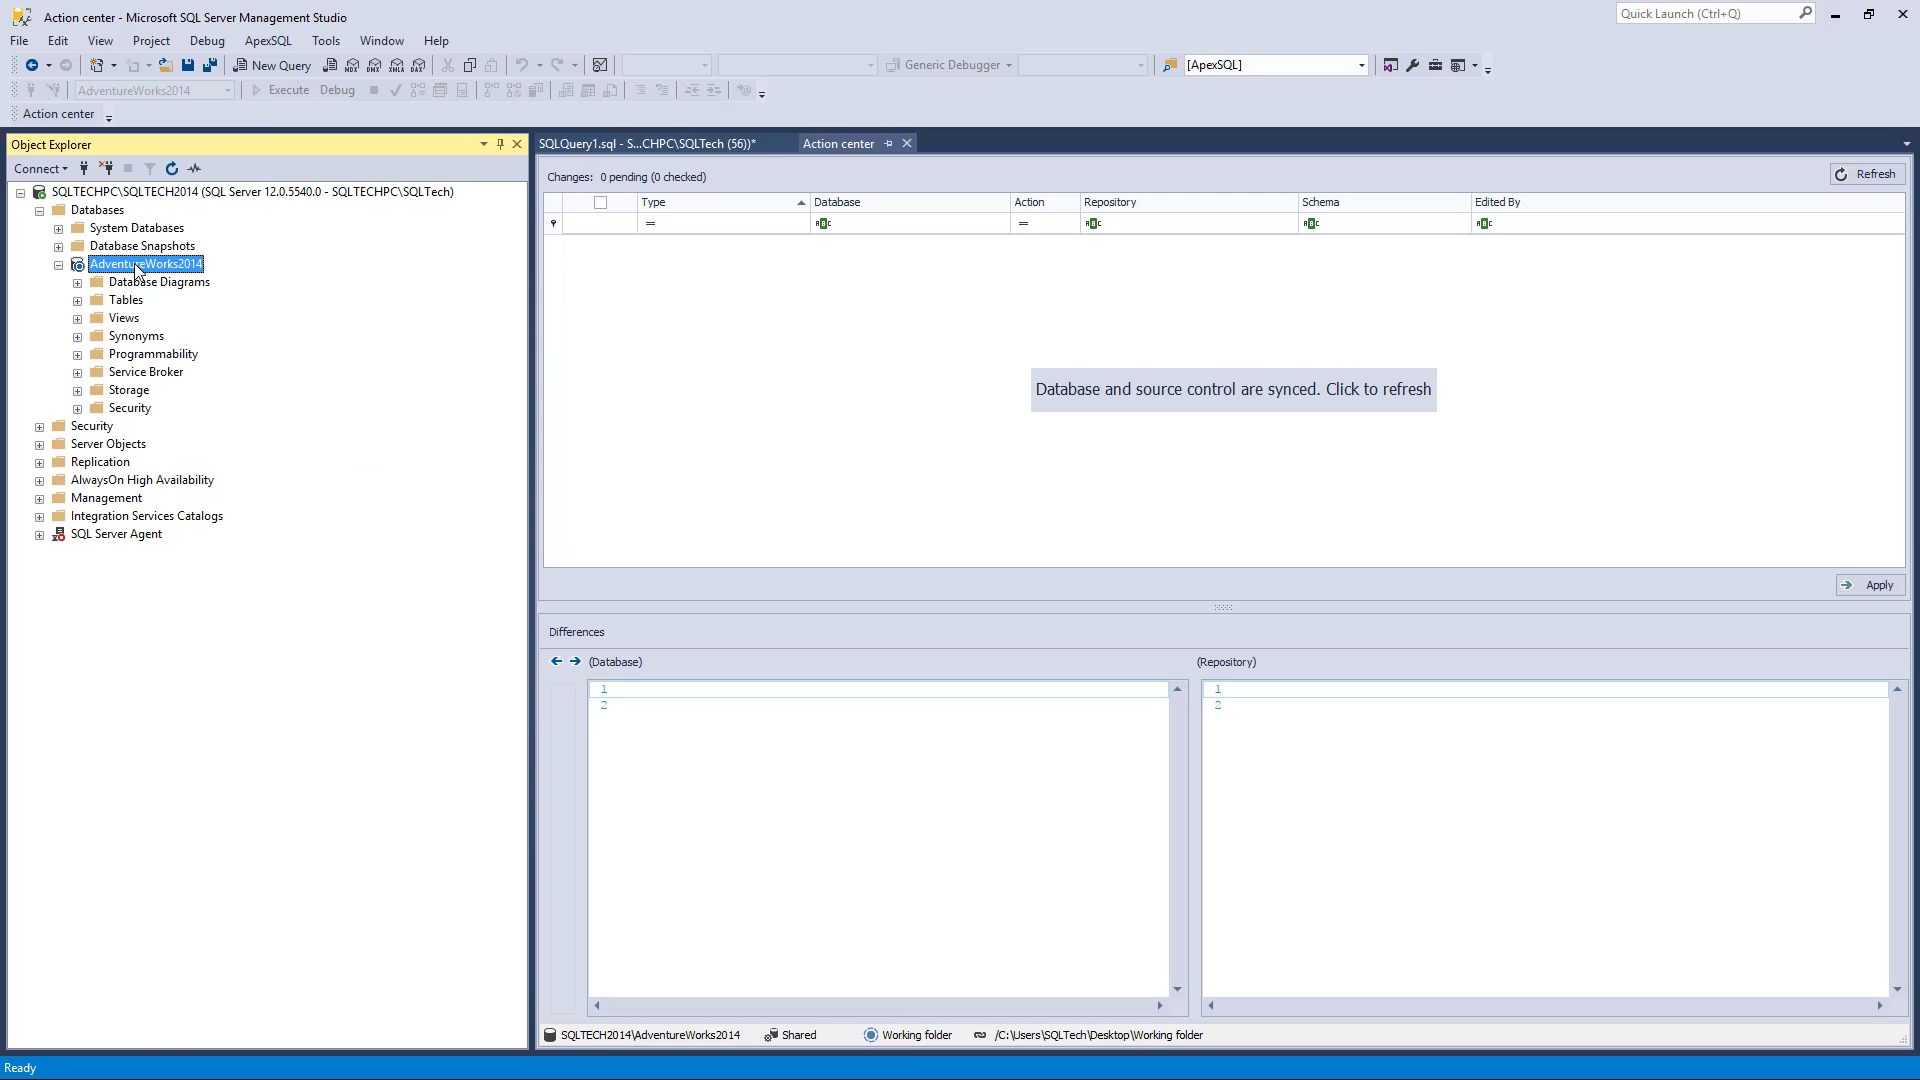 Action center - Microsoft SQL Server Management Studio
Quick Launch (Ctrl+Q)
File Edit View Project Debug ApexSQL Tools Window Help
New Query
Generic Debugger
[ApexSQL]
AdventureWorks2014
Execute Debug
Action center
Object Explorer
SQLQuery1.sql - S...CHPC\SQLTech (56))*
Action center
Connect
Changes: 0 pending (0 checked)
Refresh
SQLTECHPC\SQLTECH2014 (SQL Server 12.0.5540.0 - SQLTECHPC\SQLTech)
Databases
System Databases
Database Snapshots
AdventureWorks2014
Database Diagrams
Tables
Views
Synonyms
Programmability
Service Broker
Storage
Security
Security
Server Objects
Replication
AlwaysOn High Availability
Management
Integration Services Catalogs
SQL Server Agent
Type Database Action Repository Schema Edited By
Database and source control are synced. Click to refresh
Apply
Differences
(Database)
(Repository)
1
2
1
2
SQLTECH2014\AdventureWorks2014 Shared Working folder /C:\Users\SQLTech\Desktop\Working folder
Ready